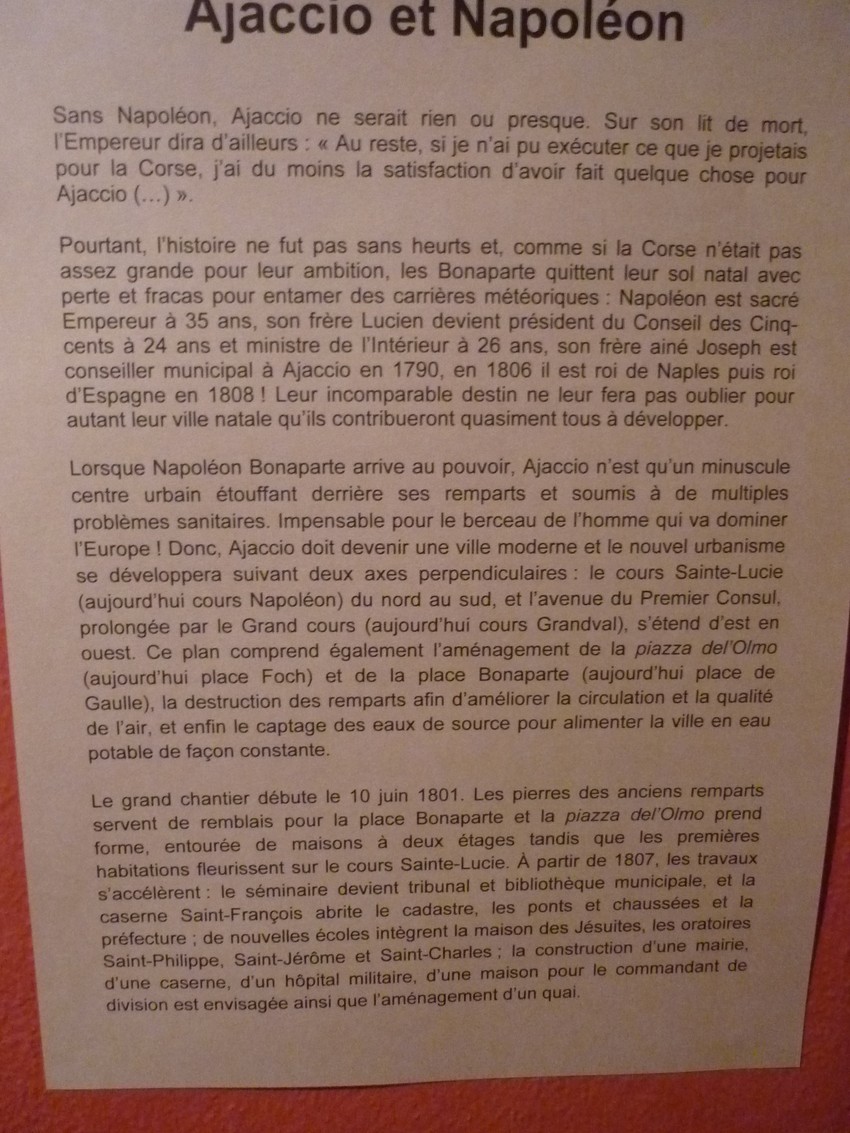 Ajaccio et Napoléon
Sans Napoléon, Ajaccio ne serait rien ou presque. Sur son lit de mort,
l'Empereur dira d'ailleurs : « Au reste, si je n'ai pu exécuter ce que je projetais
pour la Corse, j'ai du moins la satisfaction d'avoir fait quelque chose pour
Ajaccio (…) ».
Pourtant, l'histoire ne fut pas sans heurts et, comme si la Corse n'était pas
assez grande pour leur ambition, les Bonaparte quittent leur sol natal avec
perte et fracas pour entamer des carrières météoriques : Napoléon est sacré
Empereur à 35 ans, son frère Lucien devient président du Conseil des Cinq-
cents à 24 ans et ministre de l'Intérieur à 26 ans, son frère ainé Joseph est
conseiller municipal à Ajaccio en 1790, en 1806 il est roi de Naples puis roi
d'Espagne en 1808 ! Leur incomparable destin ne leur fera pas oublier pour
autant leur ville natale qu'ils contribueront quasiment tous à développer.
Lorsque Napoléon Bonaparte arrive au pouvoir, Ajaccio n'est qu'un minuscule
centre urbain étouffant derrière ses remparts et soumis à de multiples
problèmes sanitaires. Impensable pour le berceau de l'homme qui va dominer
l'Europe ! Donc, Ajaccio doit devenir une ville moderne et le nouvel urbanisme
se développera suivant deux axes perpendiculaires : le cours Sainte-Lucie
(aujourd'hui cours Napoléon) du nord au sud, et l'avenue du Premier Consul,
prolongée par le Grand cours (aujourd'hui cours Grandval), s'étend d'est en
ouest. Ce plan comprend également l'aménagement de la piazza del'Olmo
(aujourd'hui place Foch) et de la place Bonaparte (aujourd'hui place de
Gaulle), la destruction des remparts afin d'améliorer la circulation et la qualité
de l'air, et enfin le captage des eaux de source pour alimenter la ville en eau
potable de façon constante.
Le grand chantier débute le 10 juin 1801. Les pierres des anciens remparts
servent de remblais pour la place Bonaparte et la piazza del'Olmo prend
forme, entourée de maisons à deux étages tandis que les premières
habitations fleurissent sur le cours Sainte-Lucie. À partir de 1807, les travaux
s'accélèrent : le séminaire devient tribunal et bibliothèque municipale, et la
caserne Saint-François abrite le cadastre, les ponts et chaussées et la
préfecture ; de nouvelles écoles intègrent la maison des Jésuites, les oratoires
Saint-Philippe, Saint-Jérôme et Saint-Charles ; la construction d'une mairie,
d'une caserne, d'un hôpital militaire, d'une maison pour le commandant de
division est envisagée ainsi que l'aménagement d'un quai.